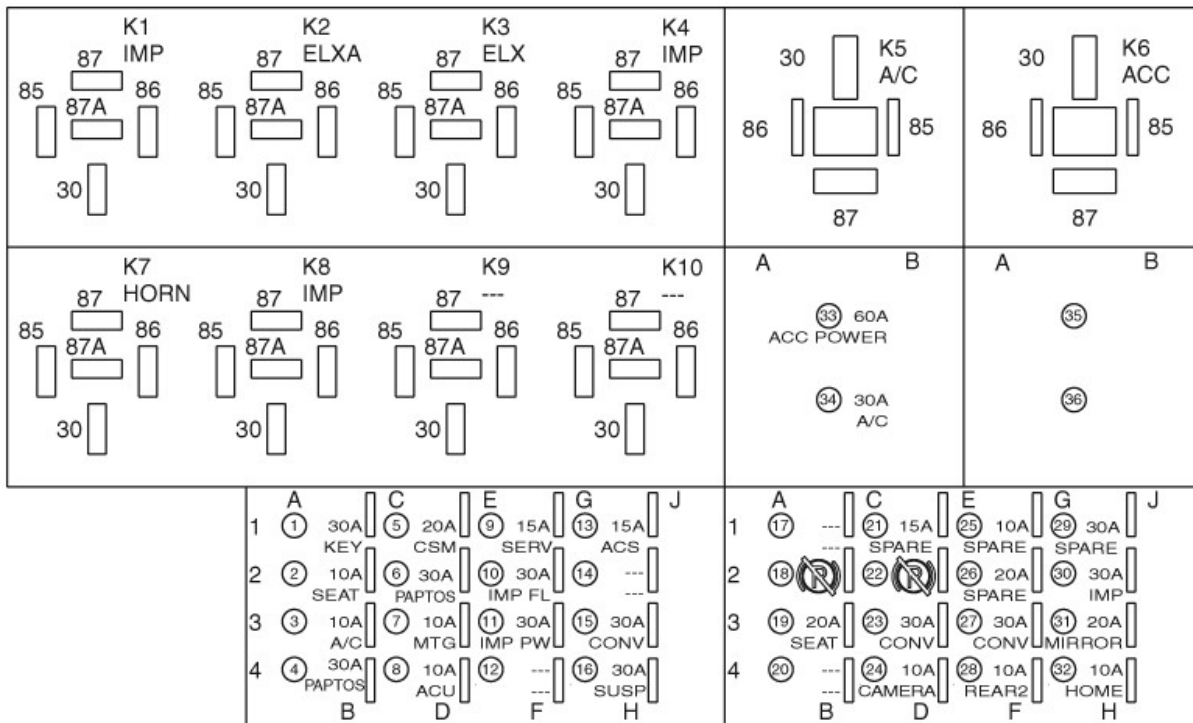 K1 K2 K3 K4 K5 K6
IMP ELXA ELX IMP A/C ACC
87 87 87 87 30 30
85 86 85 86 85 86 85 86
87A 87A 87A 87A 86 85 86 85
30 30 30 30 87 87
K7 K8 K9 K10 A B A B
HORN IMP --- ---
87 87 87 87 33 60A 35
85 86 85 86 85 86 85 86 ACC POWER
87A 87A 87A 87A
34 30A 36
30 30 30 30 A/C
A C E G J A C E G J
1 1 30A 5 20A 9 15A 13 15A 1 17 --- 21 15A 25 10A 29 30A
KEY CSM SERV ACS --- SPARE SPARE SPARE
2 2 10A 6 30A 10 30A 14 --- 2 18 P 22 P 26 20A 30 30A
SEAT PAPTOS IMP FL --- SPARE IMP
3 3 10A 7 10A 11 30A 15 30A 3 19 20A 23 30A 27 30A 31 20A
A/C MTG IMP PW CONV SEAT CONV CONV MIRROR
4 4 30A 8 10A 12 --- 16 30A 4 20 --- 24 10A 28 10A 32 10A
PAPTOS ACU --- SUSP --- CAMERA REAR2 HOME
B D F H B D F H